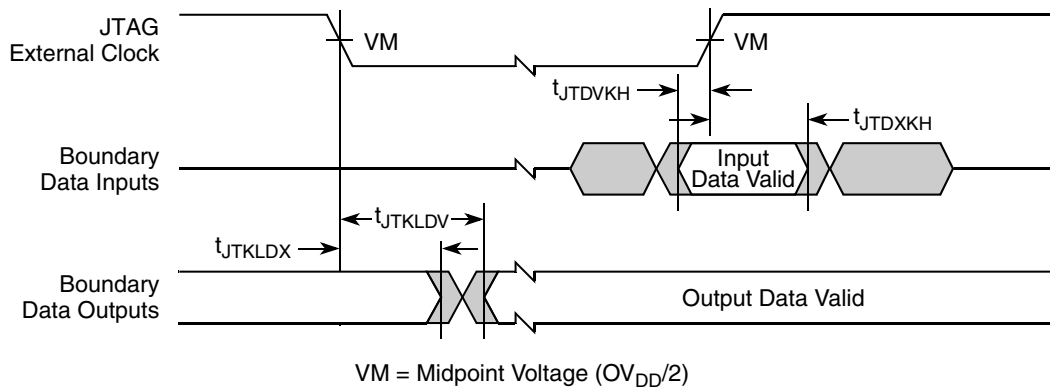 JTAG
External Clock
VM
VM
tJTDVKH
tJTDXKH
Boundary
Data Inputs
Input
Data Valid
tJTKLDV
tJTKLDX
Boundary
Data Outputs
Output Data Valid
VM = Midpoint Voltage (OVDD/2)